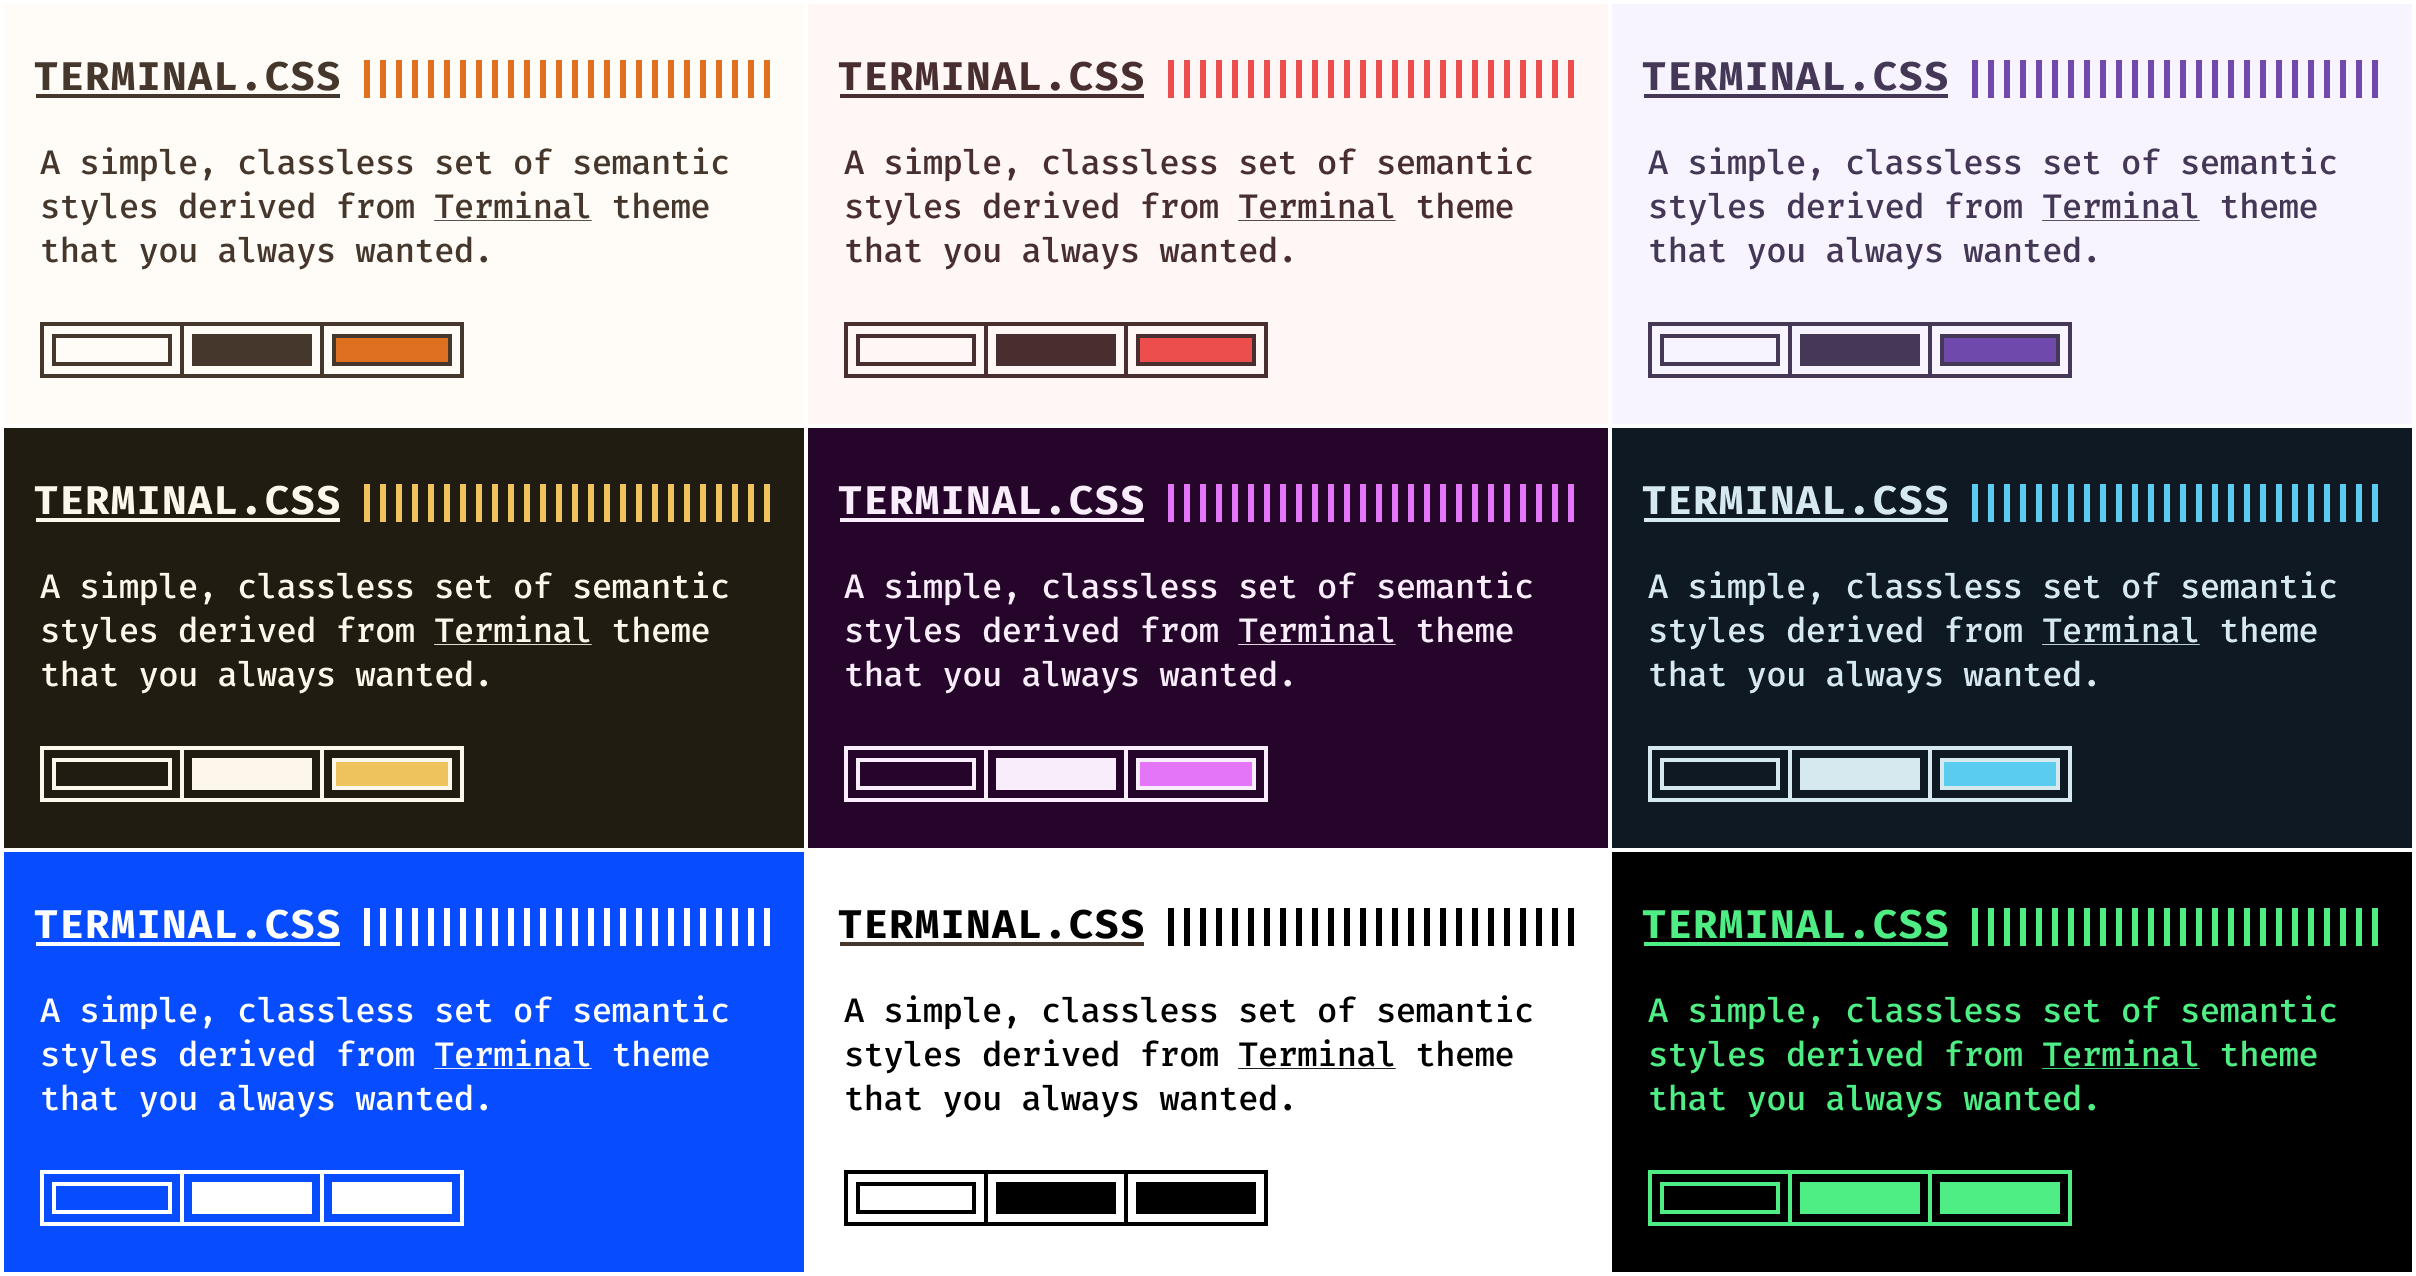 TERMINAL.CSS
A simple, classless set of semantic
styles derived from Terminal theme
that you always wanted.
TERMINAL.CSS
A simple, classless set of semantic
styles derived from Terminal theme
that you always wanted.
TERMINAL.CSS
A simple, classless set of semantic
styles derived from Terminal theme
that you always wanted.
TERMINAL.CSS
A simple, classless set of semantic
styles derived from Terminal theme
that you always wanted.
TERMINAL.CSS
A simple, classless set of semantic
styles derived from Terminal theme
that you always wanted.
TERMINAL.CSS
A simple, classless set of semantic
styles derived from Terminal theme
that you always wanted.
TERMINAL.CSS
A simple, classless set of semantic
styles derived from Terminal theme
that you always wanted.
TERMINAL.CSS
A simple, classless set of semantic
styles derived from Terminal theme
that you always wanted.
TERMINAL.CSS
A simple, classless set of semantic
styles derived from Terminal theme
that you always wanted.